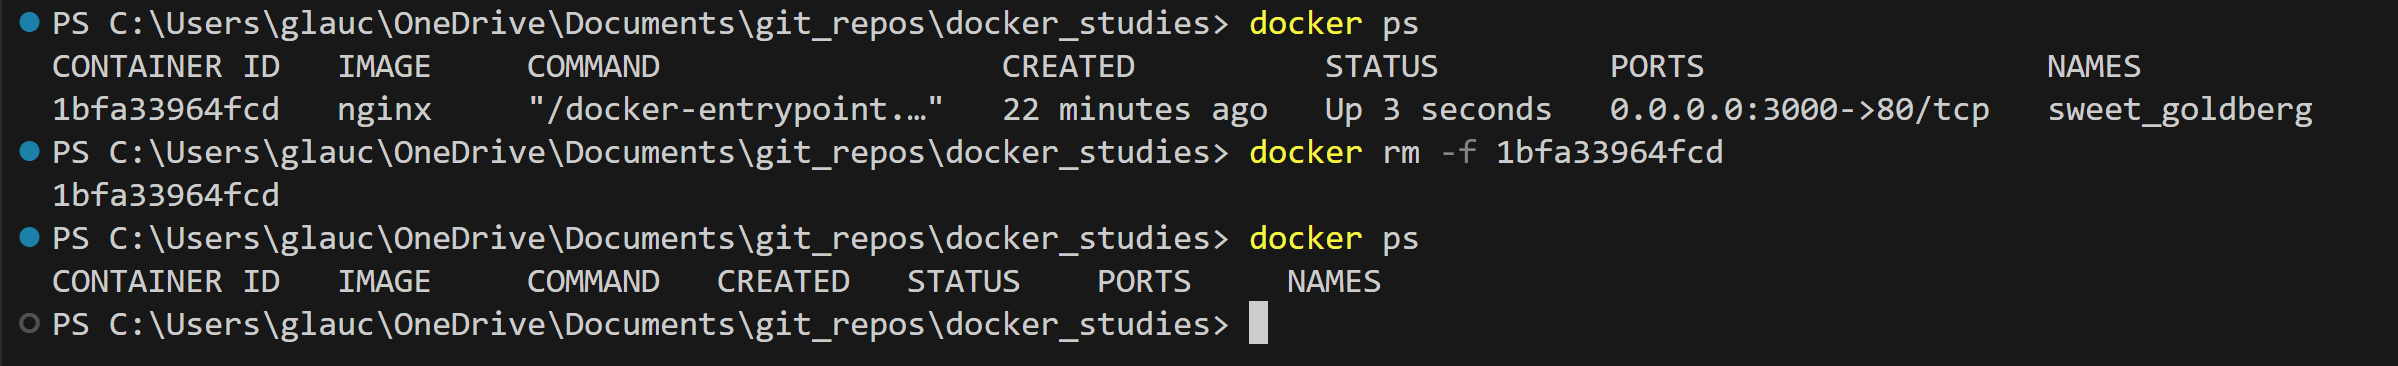 PS C:\Users\glauc\OneDrive\Documents\git_repos\docker_studies> docker ps
CONTAINER ID   IMAGE     COMMAND                  CREATED          STATUS         PORTS                  NAMES
1bfa33964fcd   nginx     "/docker-entrypoint.…"   22 minutes ago   Up 3 seconds   0.0.0.0:3000->80/tcp   sweet_goldberg
PS C:\Users\glauc\OneDrive\Documents\git_repos\docker_studies> docker rm -f 1bfa33964fcd
1bfa33964fcd
PS C:\Users\glauc\OneDrive\Documents\git_repos\docker_studies> docker ps
CONTAINER ID   IMAGE     COMMAND   CREATED   STATUS    PORTS     NAMES
PS C:\Users\glauc\OneDrive\Documents\git_repos\docker_studies>